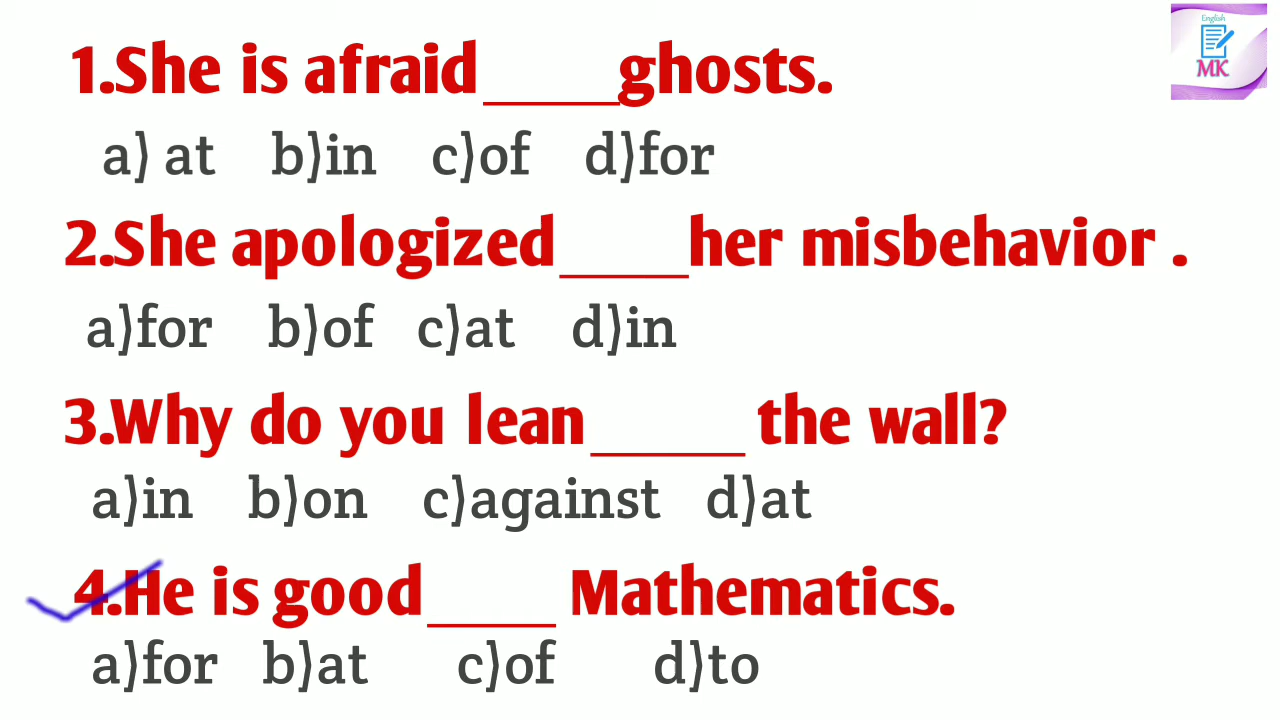 English
MK
1.She is afraid_____ghosts.
a) at b)in c)of d)for
2.She apologized_____her misbehavior .
a)for b)of c)at d)in
3.Why do you lean______ the wall?
a)in b)on c)against d)at
4.He is good_____ Mathematics.
a)for b)at c)of d)to